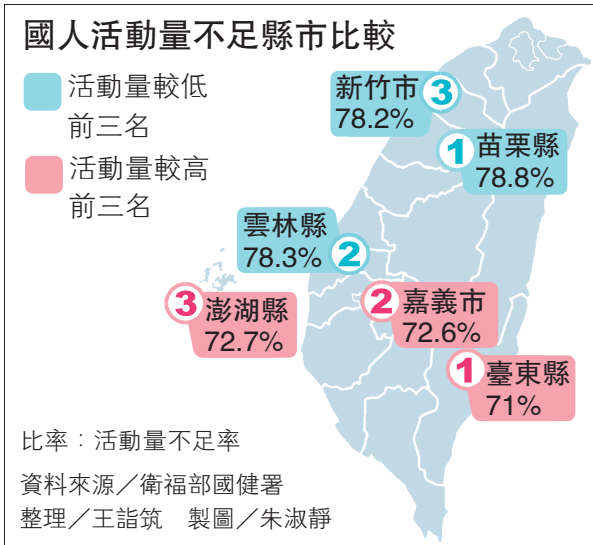 國人活動量不足縣市比較
活動量較低
前三名
活動量較高
前三名
新竹市 3
78.2%
1 苗栗縣
78.8%
雲林縣
78.3% 2
3 澎湖縣
72.7%
2 嘉義市
72.6%
1 臺東縣
71%
比率：活動量不足率
資料來源／衛福部國健署
整理／王詣筑　製圖／朱淑靜